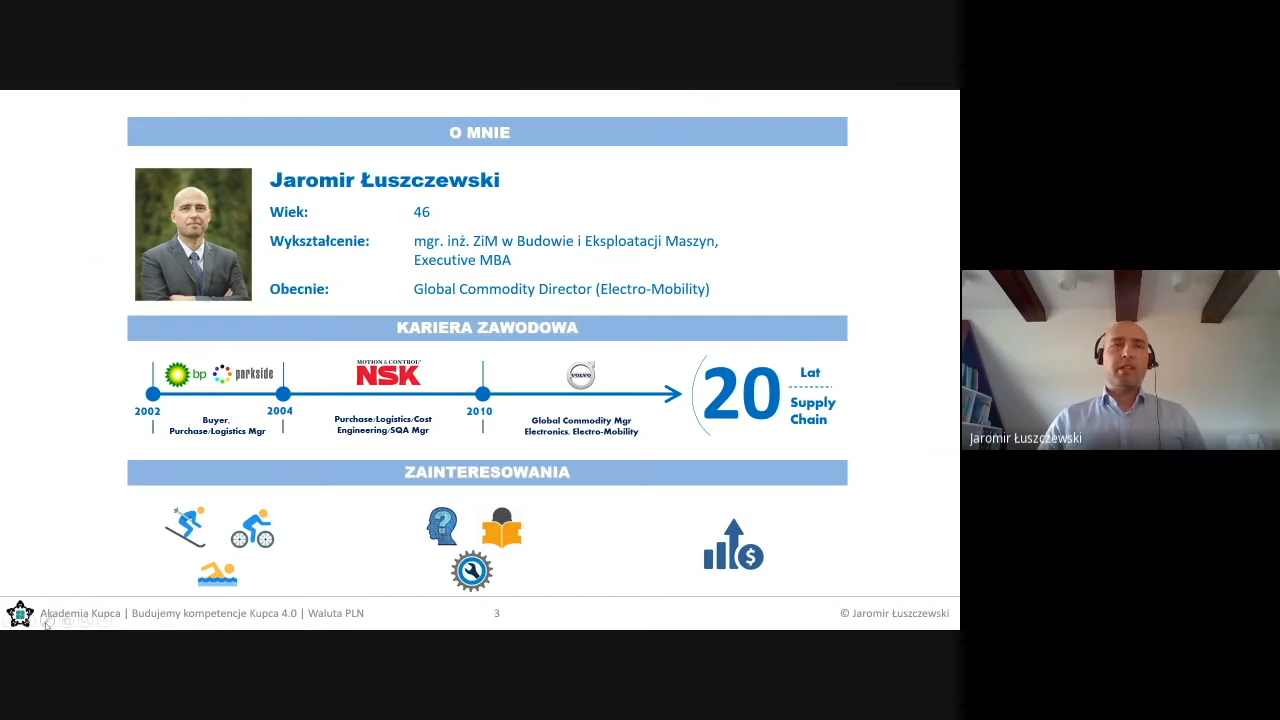 O MNIE
Jaromir Łuszczewski
Wiek: 46
Wykształcenie: mgr. inż. ZiM w Budowie i Eksploatacji Maszyn,
Executive MBA
Obecnie: Global Commodity Director (Electro-Mobility)
KARIERA ZAWODOWA
bp parkside
MOTION & CONTROL
NSK
VOLVO
2002
2004
2010
Buyer,
Purchase/Logistics Mgr
Purchase/Logistics/Cost
Engineering/SQA Mgr
Global Commodity Mgr
Electronics, Electro-Mobility
20
Lat
Supply
Chain
ZAINTERESOWANIA
?
$
Akademia Kupca | Budujemy kompetencje Kupca 4.0 | Waluta PLN
3
© Jaromir Łuszczewski
Jaromir Łuszczewski